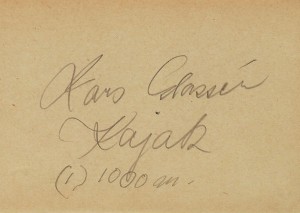 Lars Glassér
Kajak
(1) 1000 m.